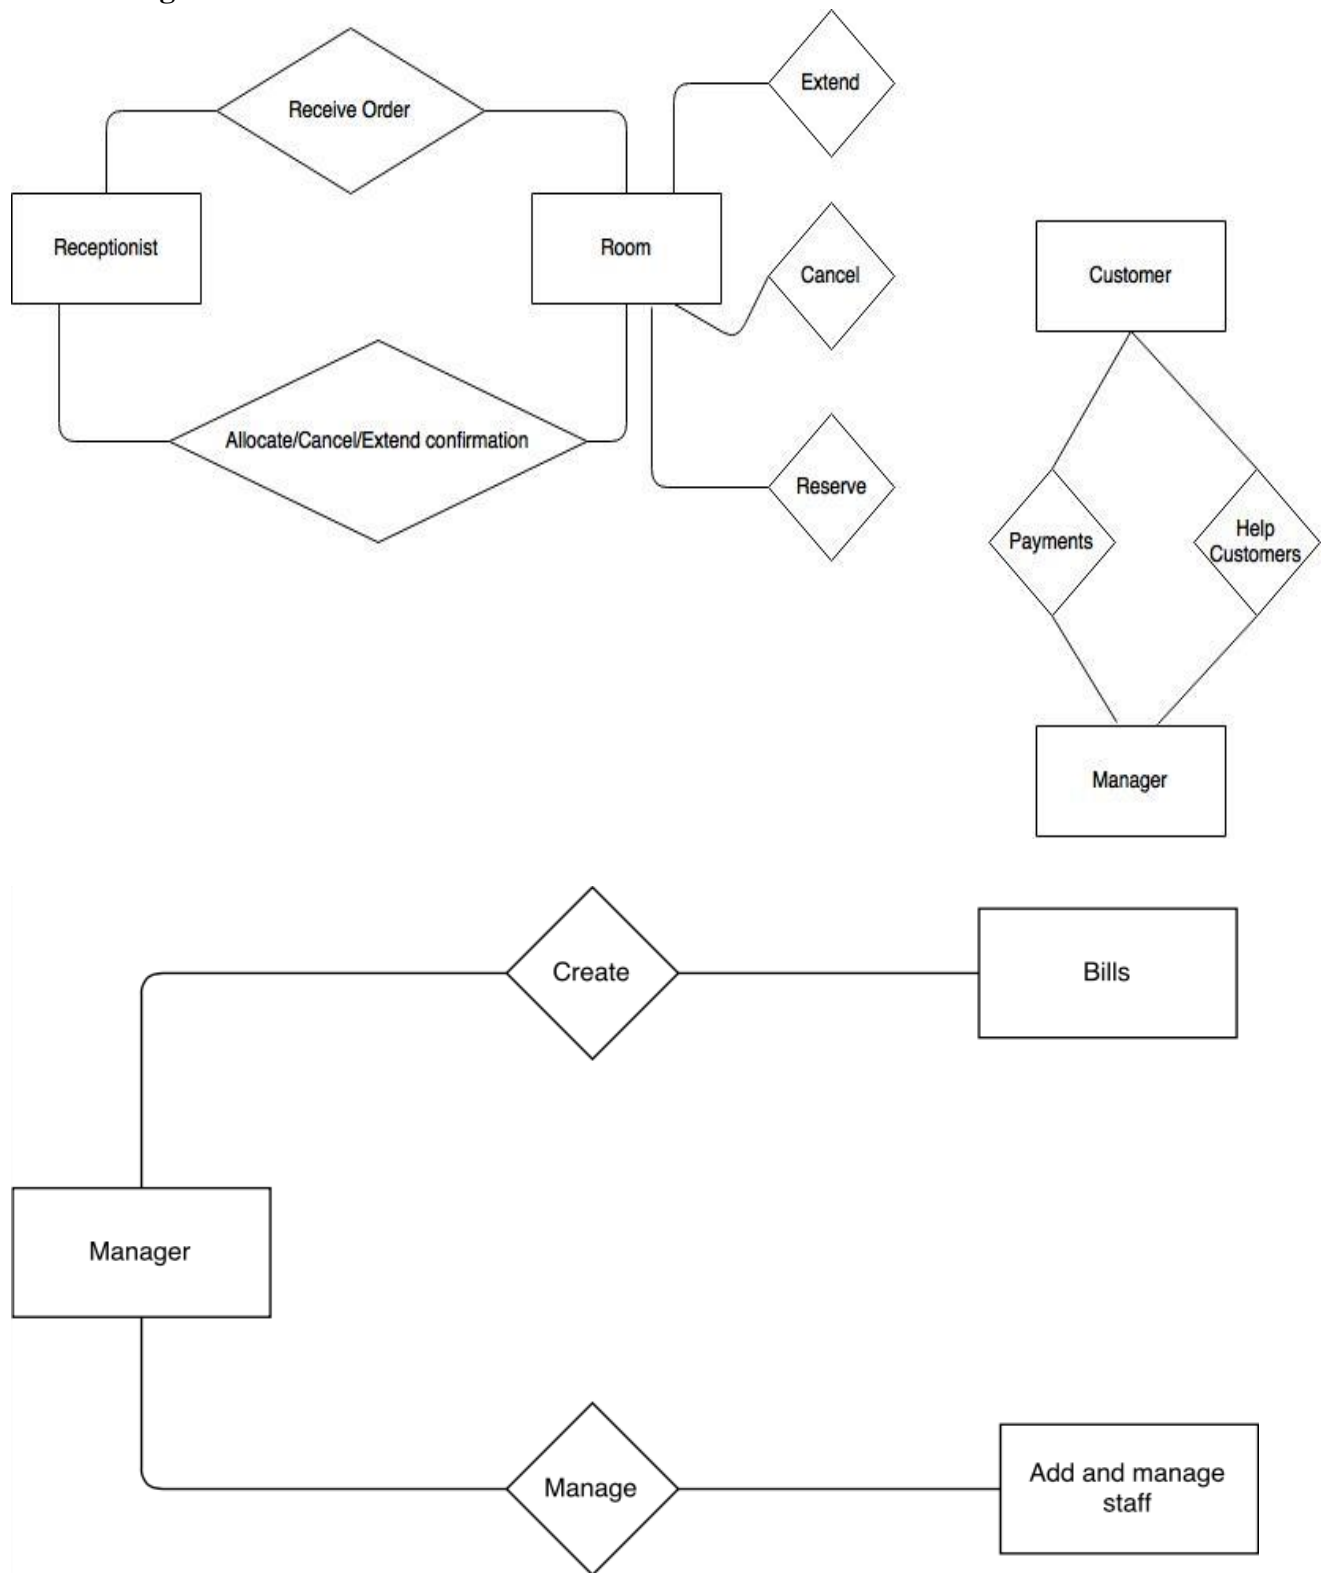 Receive Order
Extend
Receptionist
Room
Cancel
Customer
Allocate/Cancel/Extend confirmation
Reserve
Payments
Help
Customers
Manager
Create
Bills
Manager
Manage
Add and manage
staff